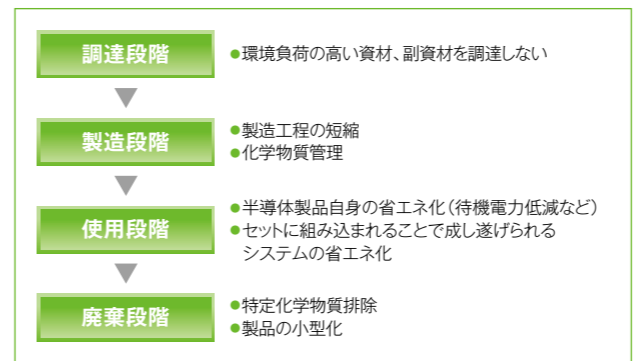 調達段階
●環境負荷の高い資材、副資材を調達しない
製造段階
●製造工程の短縮
●化学物質管理
使用段階
●半導体製品自身の省エネ化(待機電力低減など)
●セットに組み込まれることで成し遂げられる
システムの省エネ化
廃棄段階
●特定化学物質排除
●製品の小型化